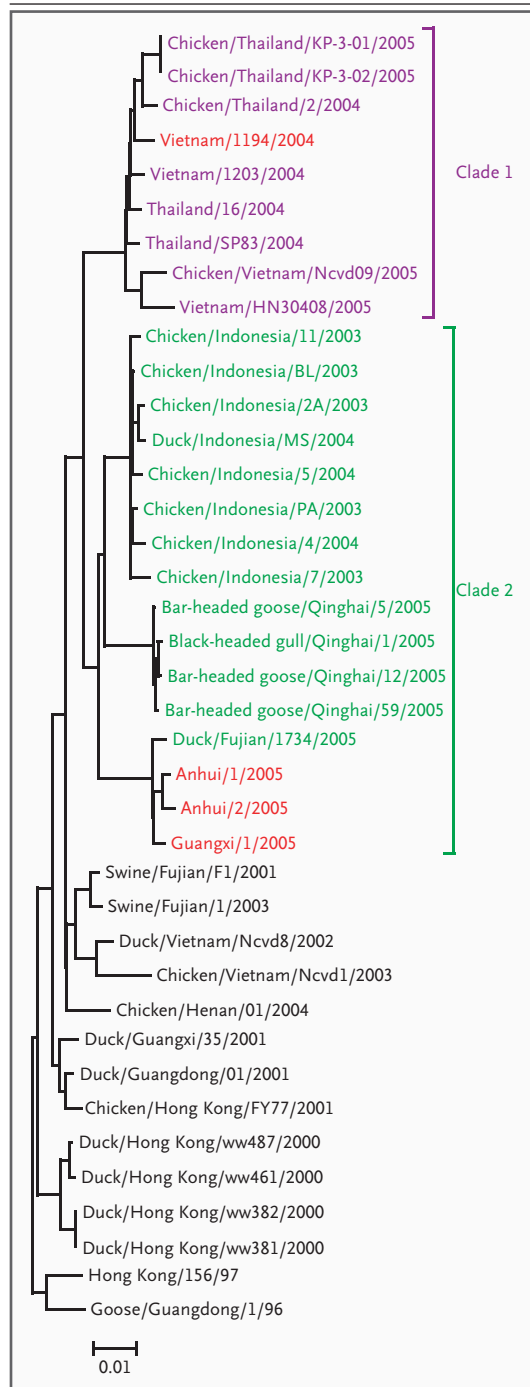 Chicken/Thailand/KP-3-01/2005
Chicken/Thailand/KP-3-02/2005
Chicken/Thailand/2/2004
Vietnam/1194/2004
Vietnam/1203/2004
Clade 1
Thailand/16/2004
Thailand/SP83/2004
Chicken/Vietnam/Ncvd09/2005
Vietnam/HN30408/2005
Chicken/Indonesia/11/2003
Chicken/Indonesia/BL/2003
Chicken/Indonesia/2A/2003
Duck/Indonesia/MS/2004
Chicken/Indonesia/5/2004
Chicken/Indonesia/PA/2003
Chicken/Indonesia/4/2004
Chicken/Indonesia/7/2003
Clade 2
Bar-headed goose/Qinghai/5/2005
Black-headed gull/Qinghai/1/2005
Bar-headed goose/Qinghai/12/2005
Bar-headed goose/Qinghai/59/2005
Duck/Fujian/1734/2005
Anhui/1/2005
Anhui/2/2005
Guangxi/1/2005
Swine/Fujian/F1/2001
Swine/Fujian/1/2003
Duck/Vietnam/Ncvd8/2002
Chicken/Vietnam/Ncvd1/2003
Chicken/Henan/01/2004
Duck/Guangxi/35/2001
Duck/Guangdong/01/2001
Chicken/Hong Kong/FY77/2001
Duck/Hong Kong/ww487/2000
Duck/Hong Kong/ww461/2000
Duck/Hong Kong/ww382/2000
Duck/Hong Kong/ww381/2000
Hong Kong/156/97
Goose/Guangdong/1/96
0.01